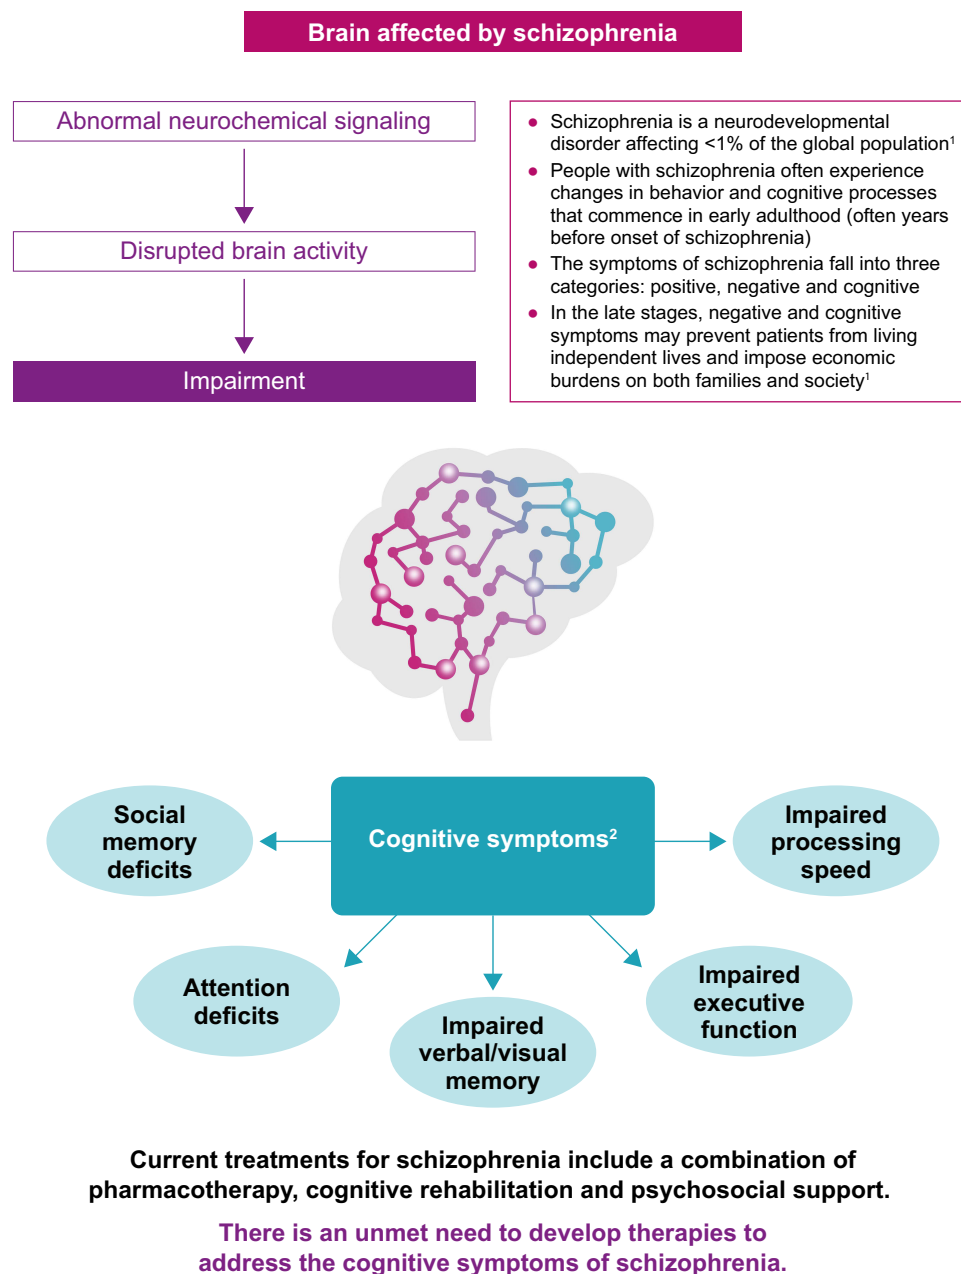 Brain affected by schizophrenia
Abnormal neurochemical signaling
Disrupted brain activity
Impairment
• Schizophrenia is a neurodevelopmental
disorder affecting <1% of the global population¹
• People with schizophrenia often experience
changes in behavior and cognitive processes
that commence in early adulthood (often years
before onset of schizophrenia)
• The symptoms of schizophrenia fall into three
categories: positive, negative and cognitive
• In the late stages, negative and cognitive
symptoms may prevent patients from living
independent lives and impose economic
burdens on both families and society¹
Cognitive symptoms²
Social
memory
deficits
Impaired
processing
speed
Attention
deficits
Impaired
verbal/visual
memory
Impaired
executive
function
Current treatments for schizophrenia include a combination of
pharmacotherapy, cognitive rehabilitation and psychosocial support.
There is an unmet need to develop therapies to
address the cognitive symptoms of schizophrenia.